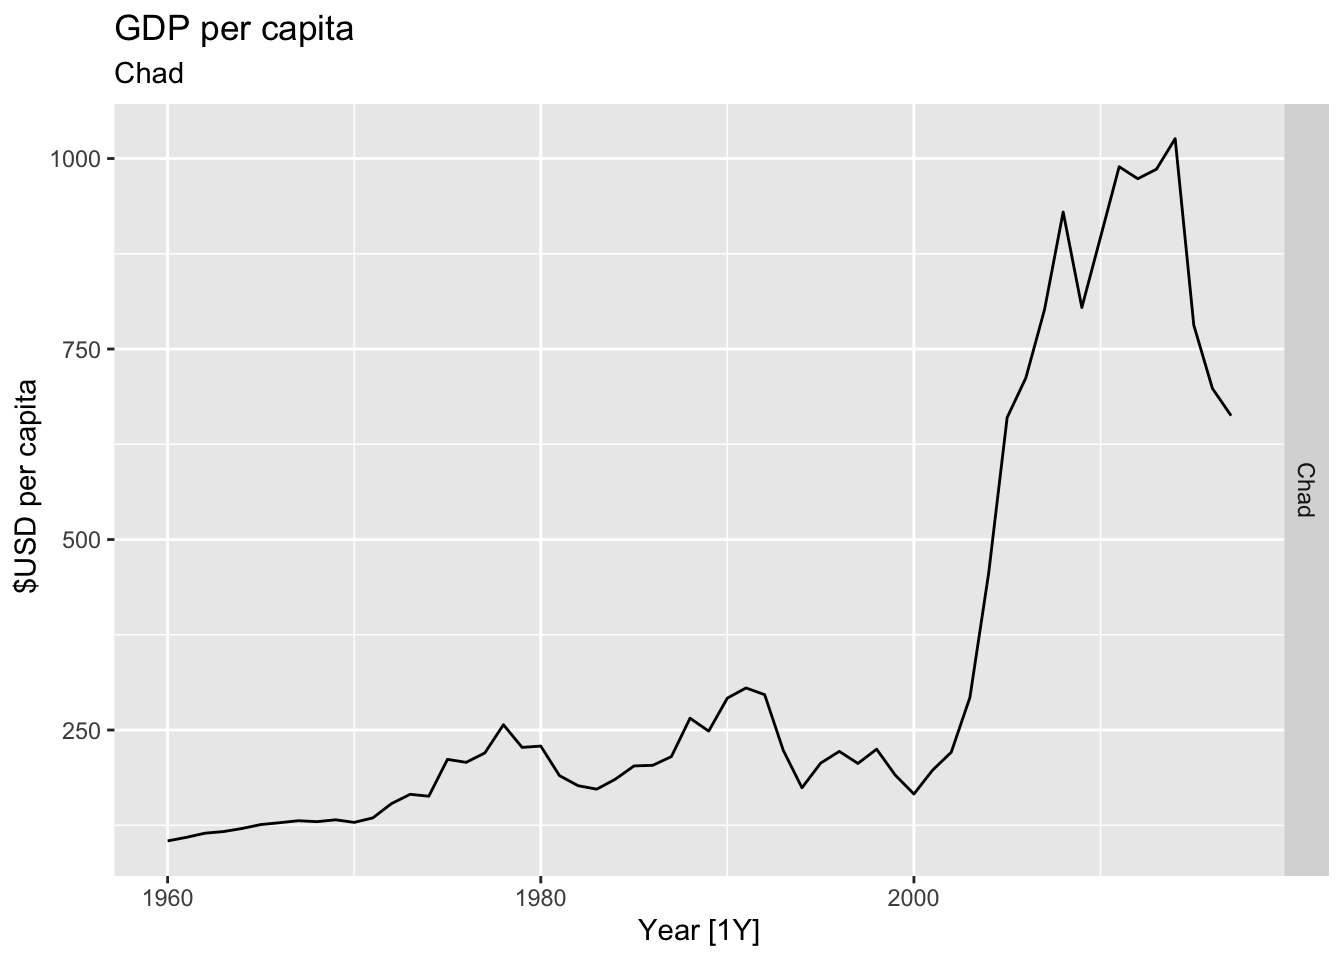 GDP per capita
Chad
1000
750
500
250
$USD per capita
Chad
1960
1980
2000
Year [1Y]